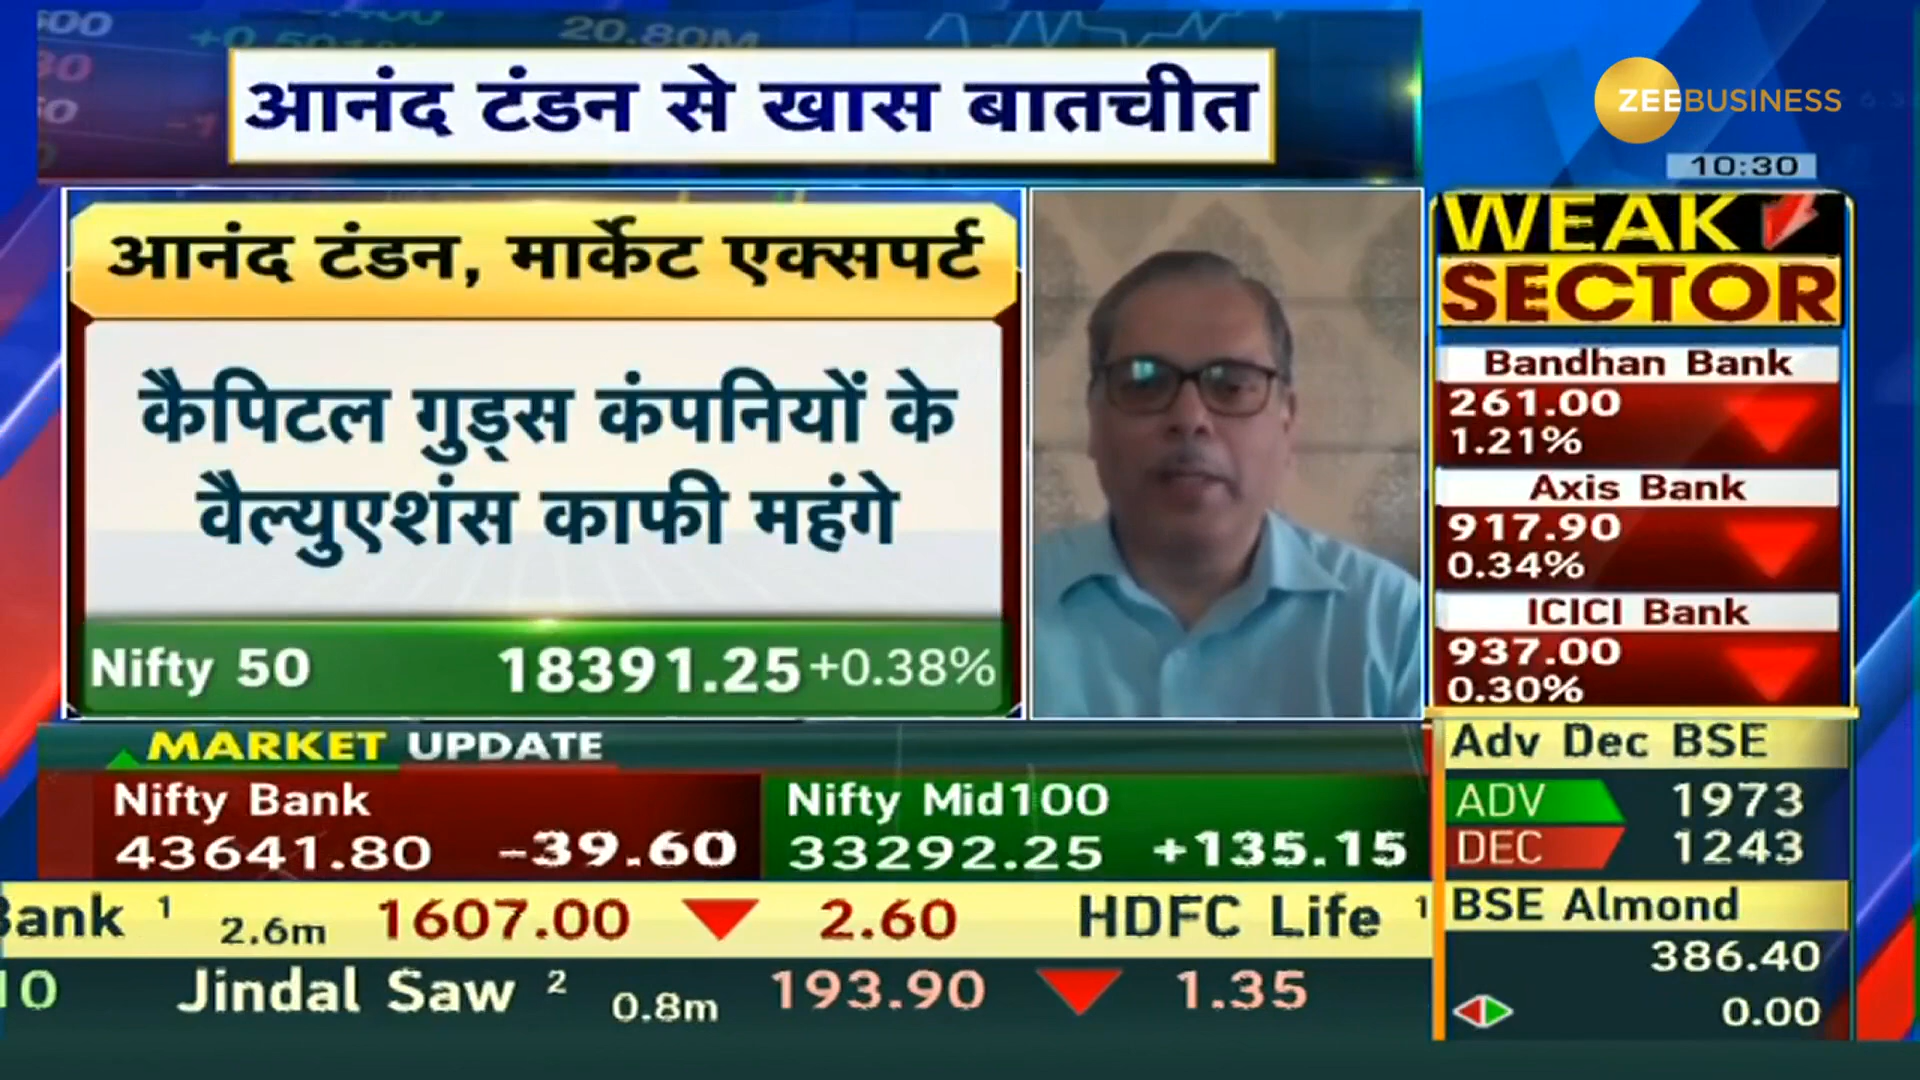 आनंद टंडन से खास बातचीत
ZEEBUSINESS
10:30
आनंद टंडन, मार्केट एक्सपर्ट
कैपिटल गुड्स कंपनियों के
वैल्युएशंस काफी महंगे
Nifty 50 18391.25 +0.38%
WEAK
SECTOR
Bandhan Bank
261.00
1.21%
Axis Bank
917.90
0.34%
ICICI Bank
937.00
0.30%
MARKET UPDATE
Nifty Bank
43641.80 -39.60
Nifty Mid100
33292.25 +135.15
Adv Dec BSE
ADV 1973
DEC 1243
BSE Almond
386.40
0.00
Bank 1 2.6m 1607.00 2.60 HDFC Life 1
10 Jindal Saw 2 0.8m 193.90 1.35